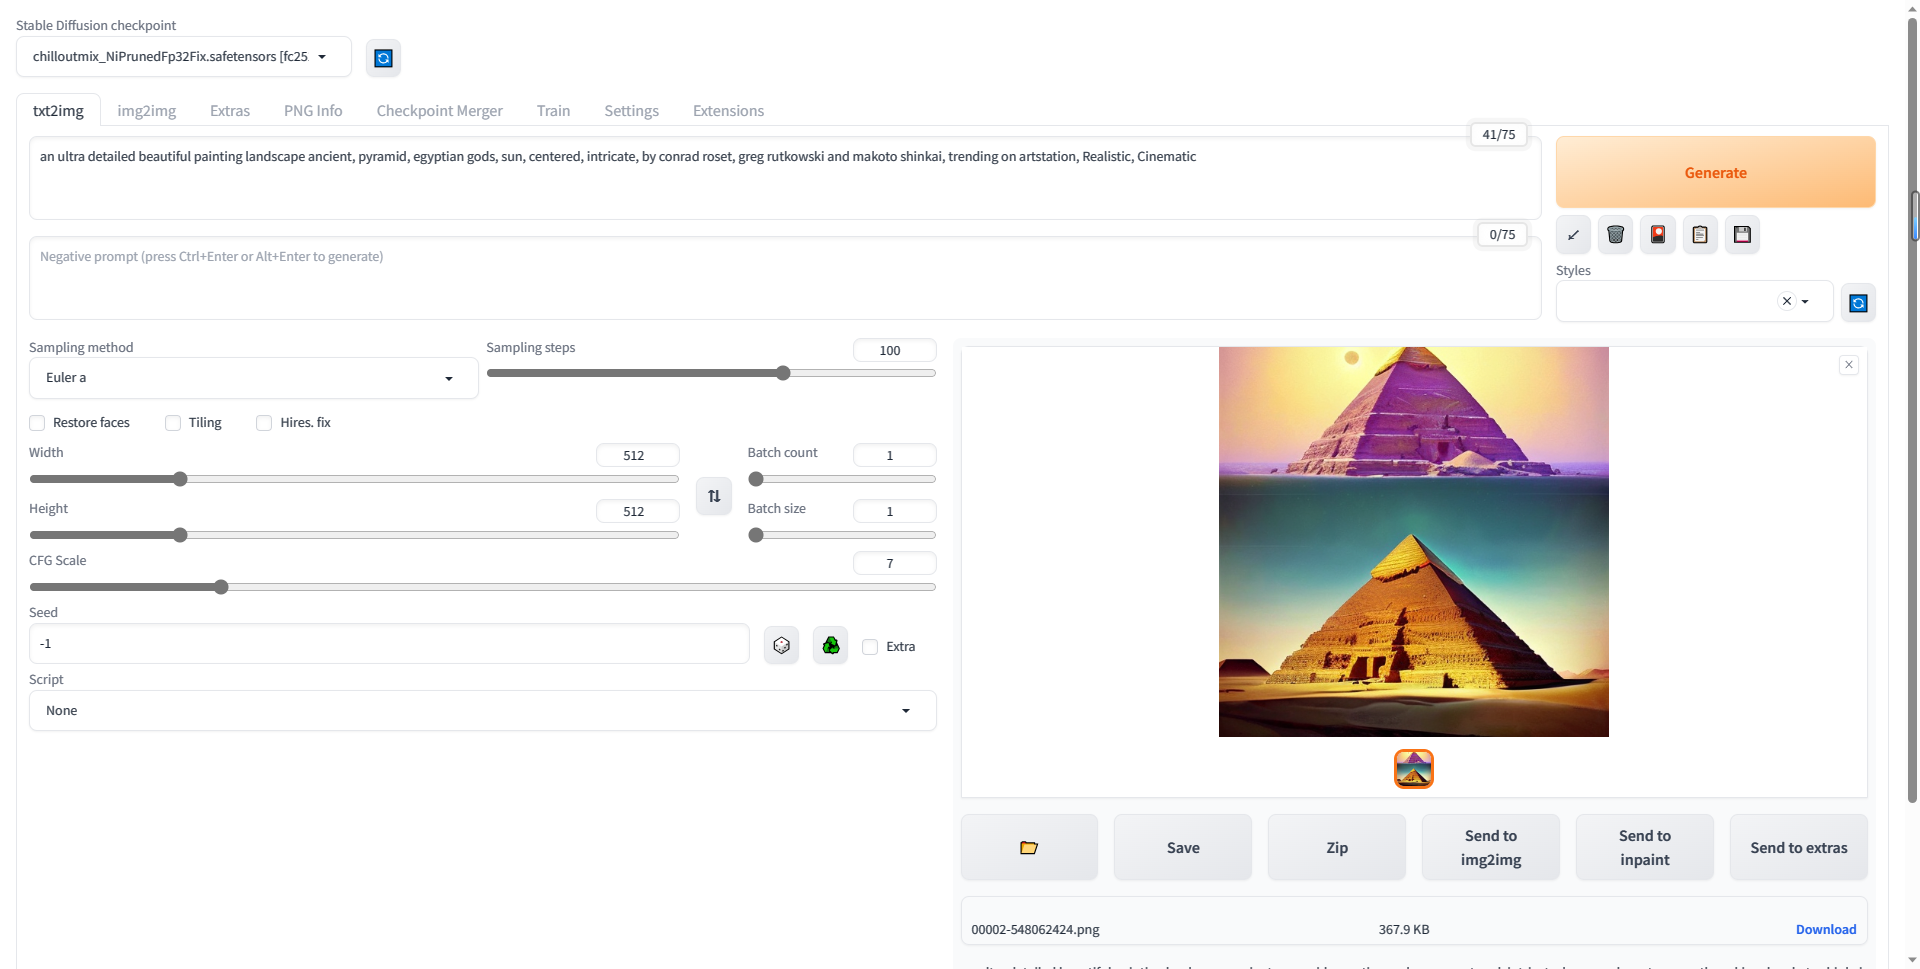 Stable Diffusion checkpoint
chilloutmix_NiPrunedFp32Fix.safetensors [fc25
txt2img img2img Extras PNG Info Checkpoint Merger Train Settings Extensions
41/75
an ultra detailed beautiful painting landscape ancient, pyramid, egyptian gods, sun, centered, intricate, by conrad roset, greg rutkowski and makoto shinkai, trending on artstation, Realistic, Cinematic
Generate
0/75
Negative prompt (press Ctrl+Enter or Alt+Enter to generate)
Styles
Sampling method
Euler a
Sampling steps
100
Restore faces Tiling Hires. fix
Width
512
Batch count
1
Height
512
Batch size
1
CFG Scale
7
Seed
-1
Extra
Script
None
Save
Zip
Send to
img2img
Send to
inpaint
Send to extras
00002-548062424.png 367.9 KB Download